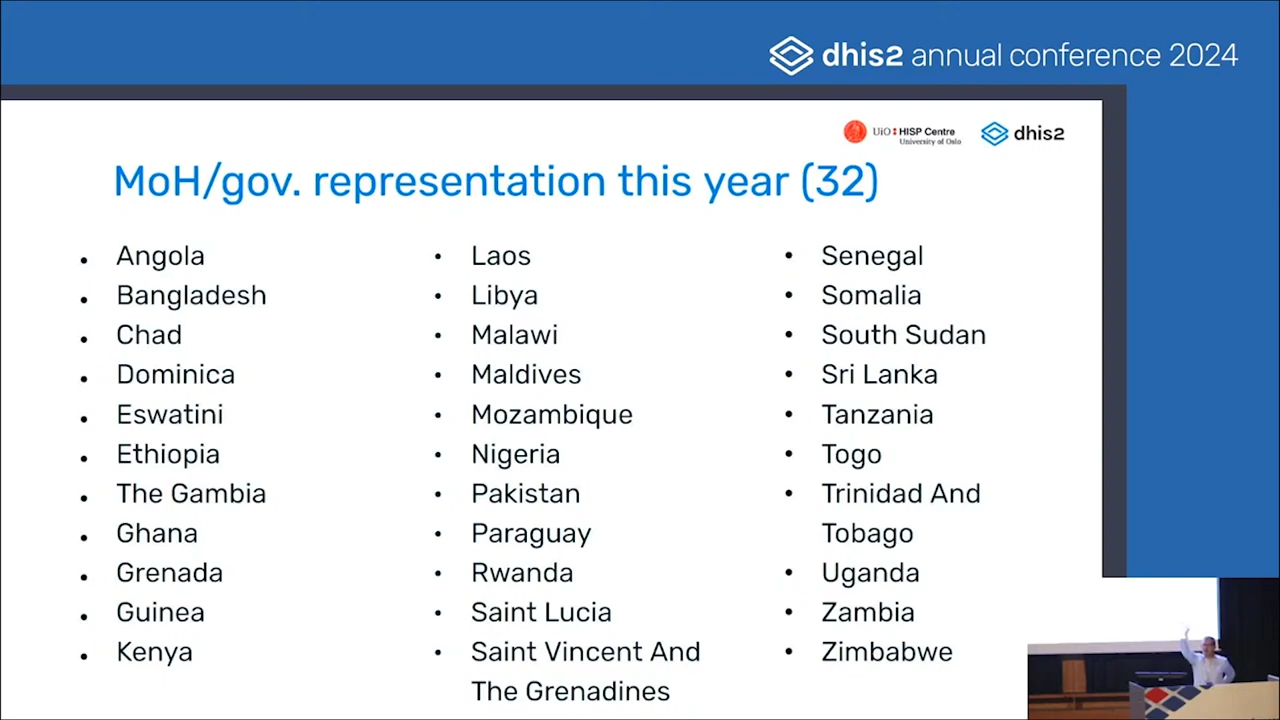 dhis2 annual conference 2024
UiO HISP Centre
University of Oslo
dhis2
MoH/gov. representation this year (32)
• Angola
• Bangladesh
• Chad
• Dominica
• Eswatini
• Ethiopia
• The Gambia
• Ghana
• Grenada
• Guinea
• Kenya
• Laos
• Libya
• Malawi
• Maldives
• Mozambique
• Nigeria
• Pakistan
• Paraguay
• Rwanda
• Saint Lucia
• Saint Vincent And
The Grenadines
• Senegal
• Somalia
• South Sudan
• Sri Lanka
• Tanzania
• Togo
• Trinidad And
Tobago
• Uganda
• Zambia
• Zimbabwe